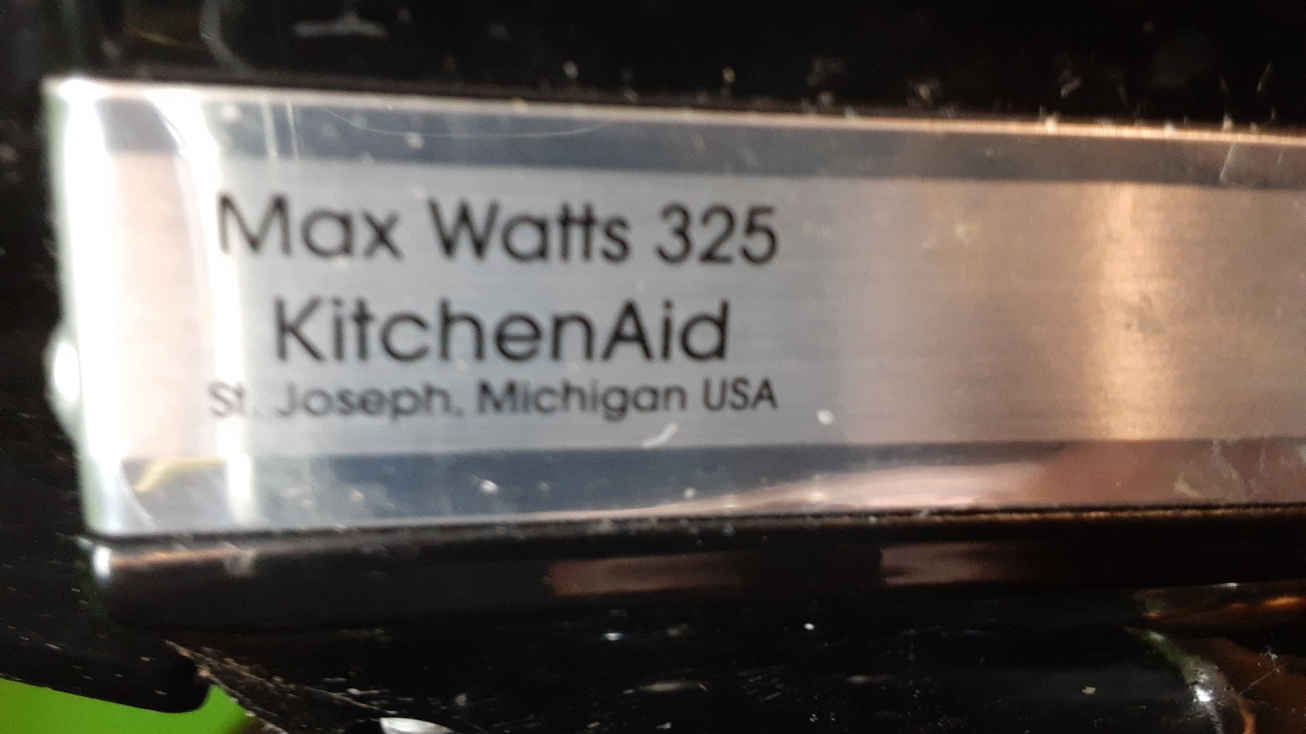 Max Watts 325
KitchenAid
St. Joseph, Michigan USA